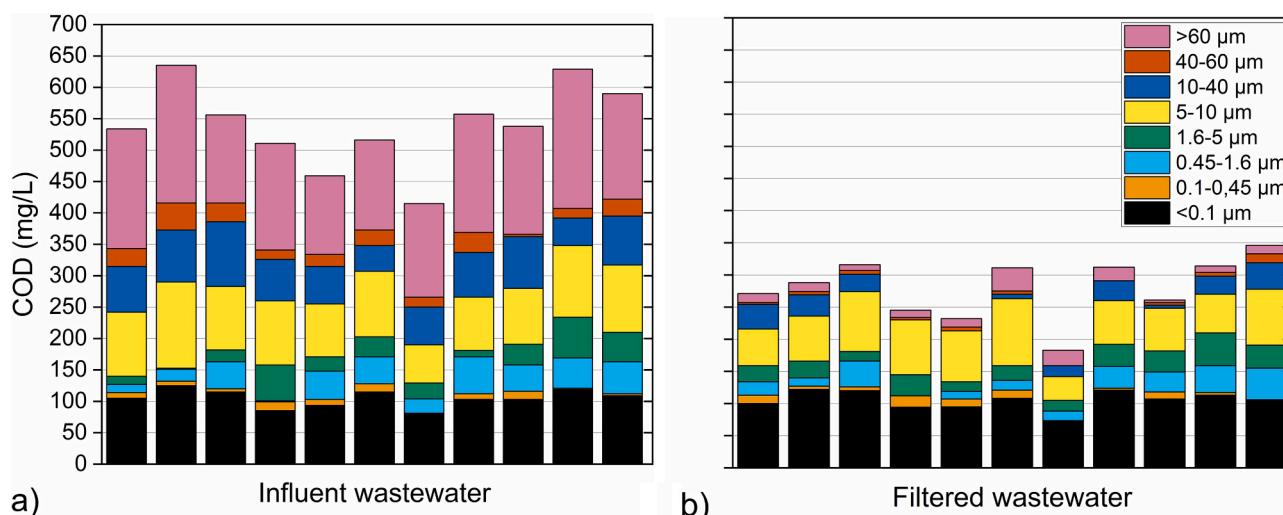 700
650
600
550
500
450
400
350
300
250
200
150
100
50
0
COD (mg/L)
a)
Influent wastewater
>60 µm
40-60 µm
10-40 µm
5-10 µm
1.6-5 µm
0.45-1.6 µm
0.1-0,45 µm
<0.1 µm
b)
Filtered wastewater